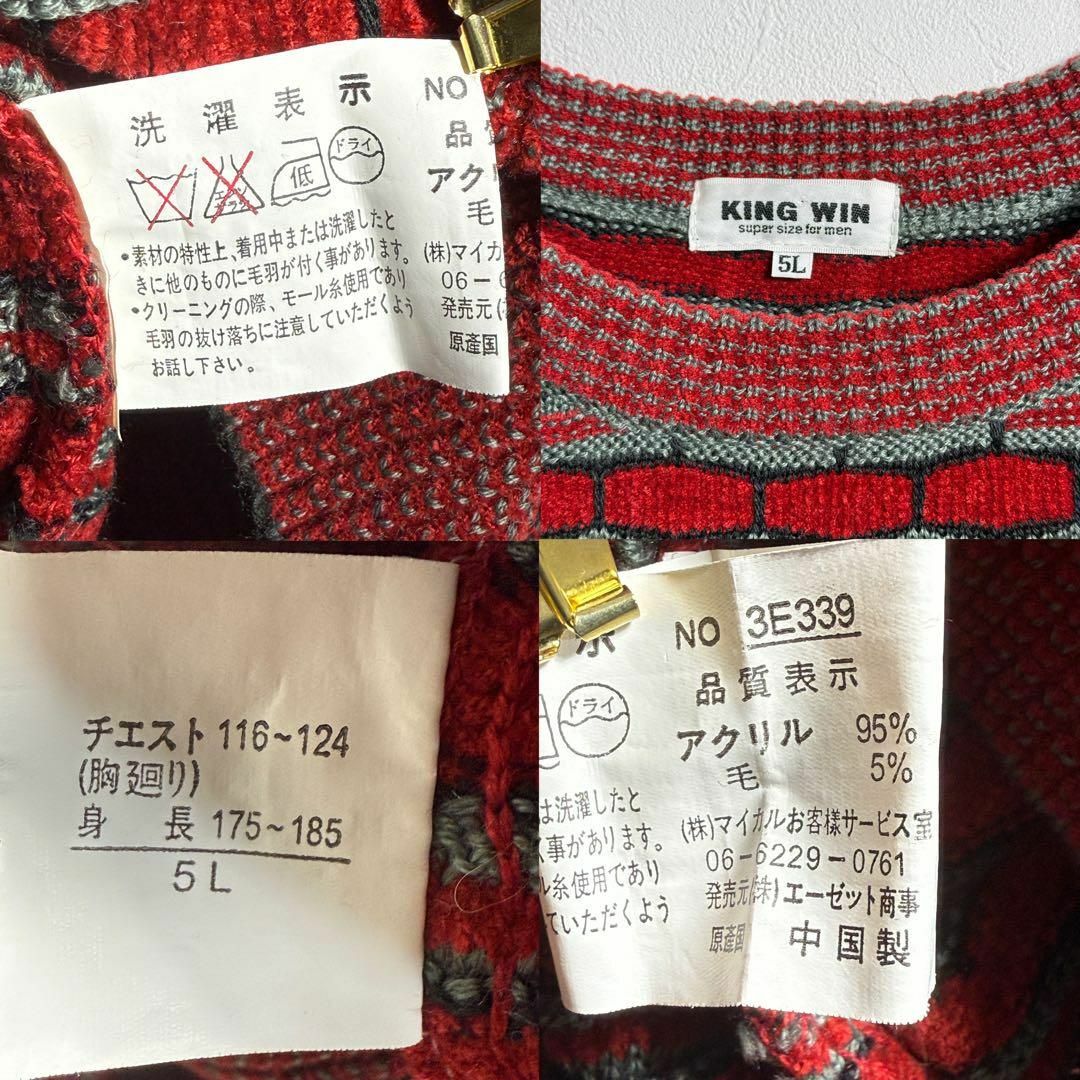 洗濯表示
低
ドライ
・素材の特性上、着用中または洗濯したと
きに他のものに毛羽が付く事があります。
・クリーニングの際、モール糸使用であり
毛羽の抜け落ちに注意していただくよう
お話し下さい。
NO
品質
アクリ
毛
(株)マイカ
06-6
発売元(
原産国
KING WIN
super size for men
5L
チエスト 116~124
(胸廻り)
身長 175~185
5L
示
ドライ
は洗濯したと
事があります。
ル糸使用であり
ていただくよう
NO 3E339
品質表示
アクリル 95%
毛 5%
(株)マイカルお客様サービス室
06-6229-0761
発売元(株)エーゼット商事
原産国 中国製